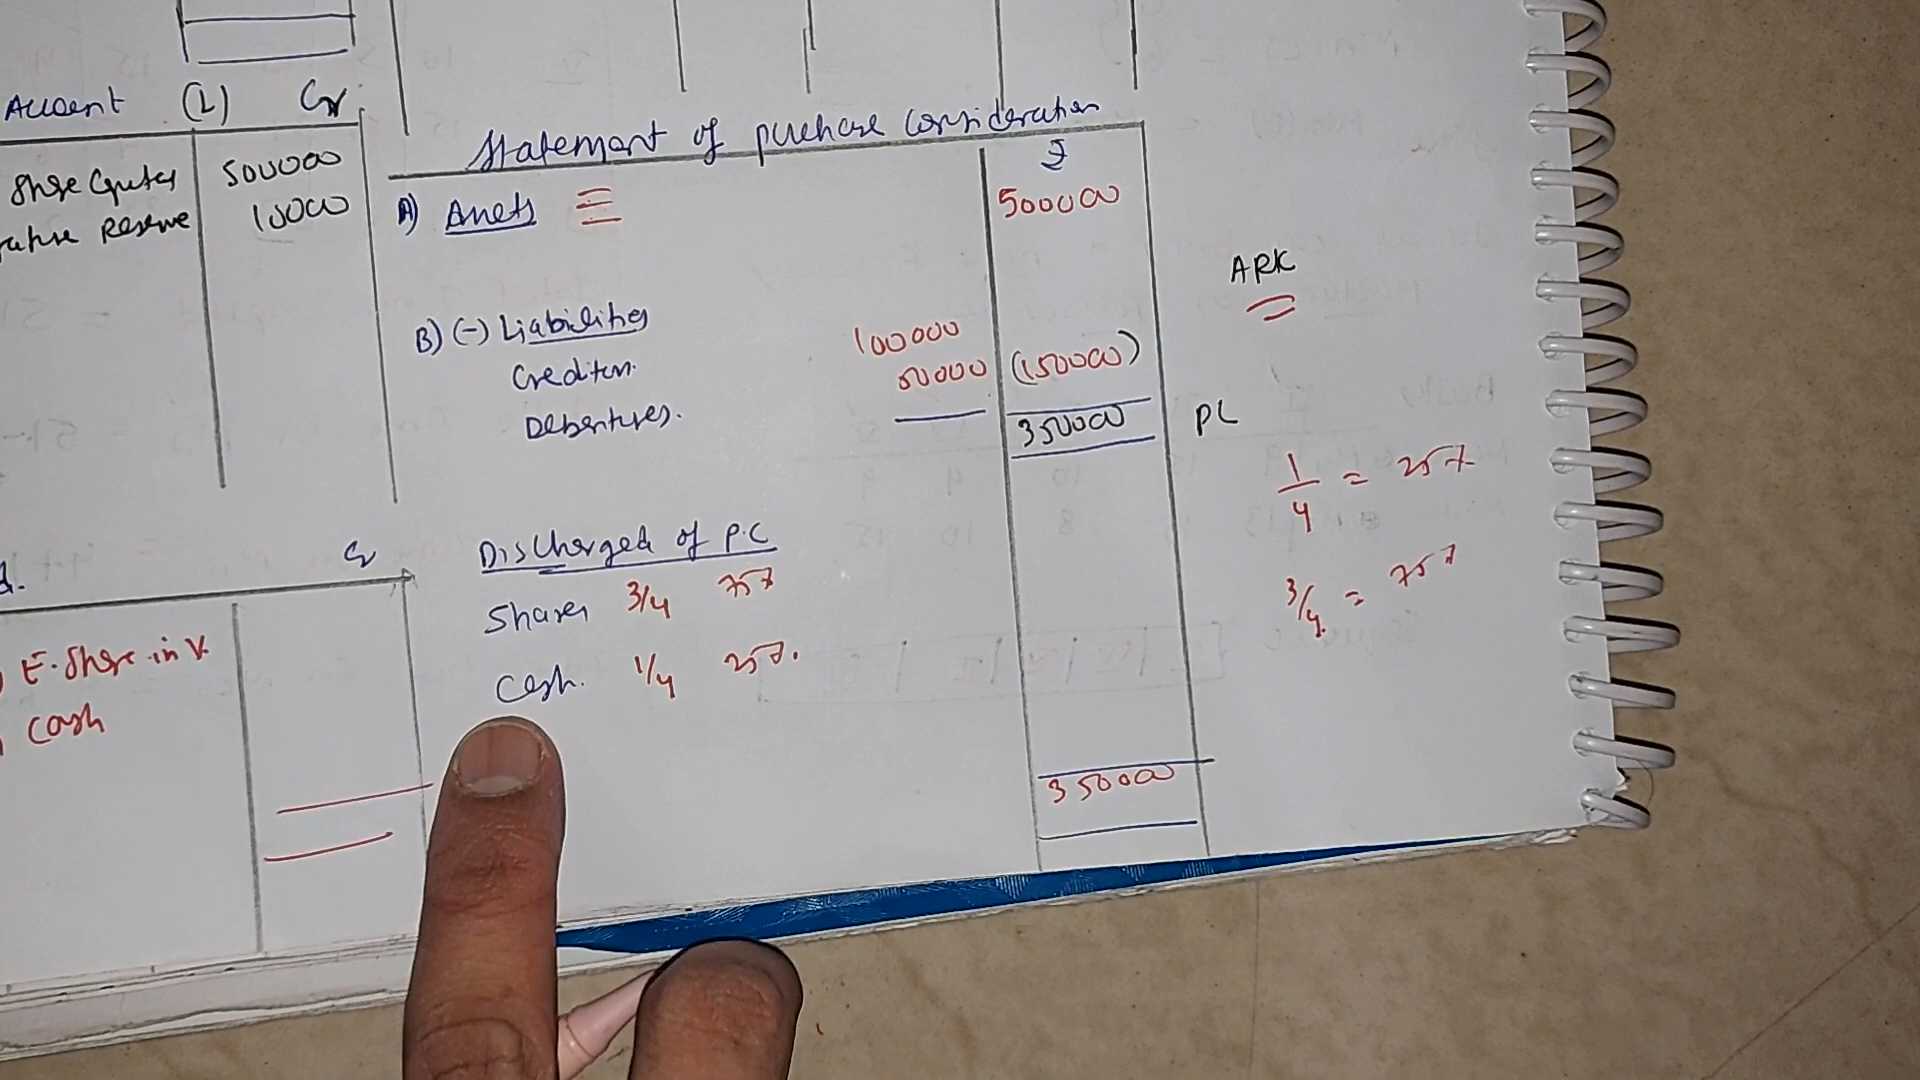 Account (L) Cr.
Share Capital 500000
Reserve 10000
Cr
E. Share in V.
Cash
Statement of purchase consideration
₹
A) Assets 500000
B) (-) Liabilities
Creditors. 100000
Debentures. 50000 (150000)
350000 PC
Discharged of P.C
Shares 3/4 75%
Cash. 1/4 25%.
350000
ARK
1/4 = 25%
3/4. = 75%